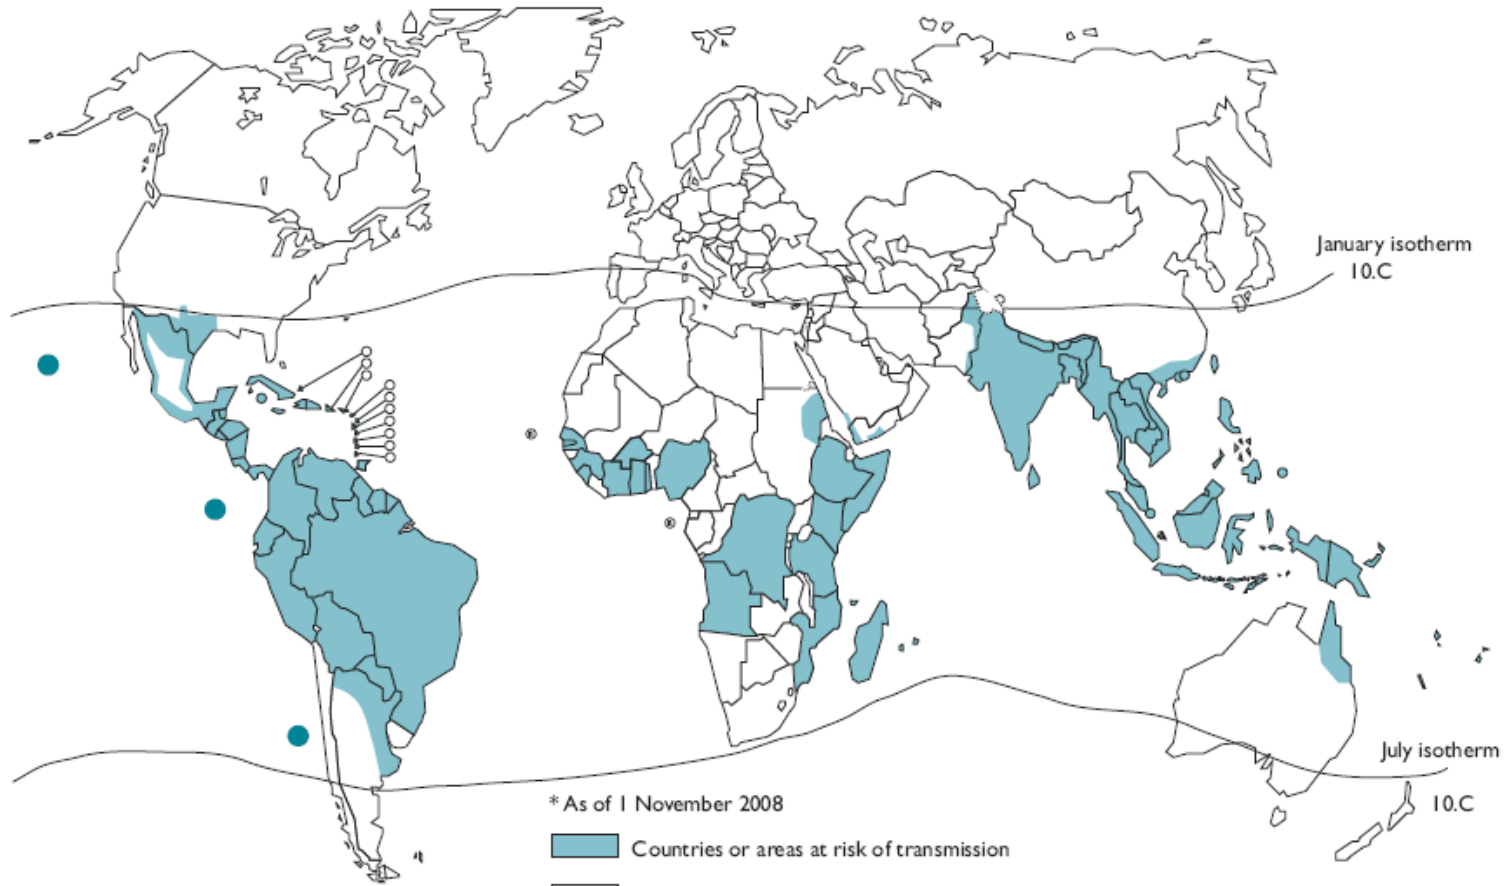 January isotherm
10.C
July isotherm
10.C
* As of 1 November 2008
Countries or areas at risk of transmission